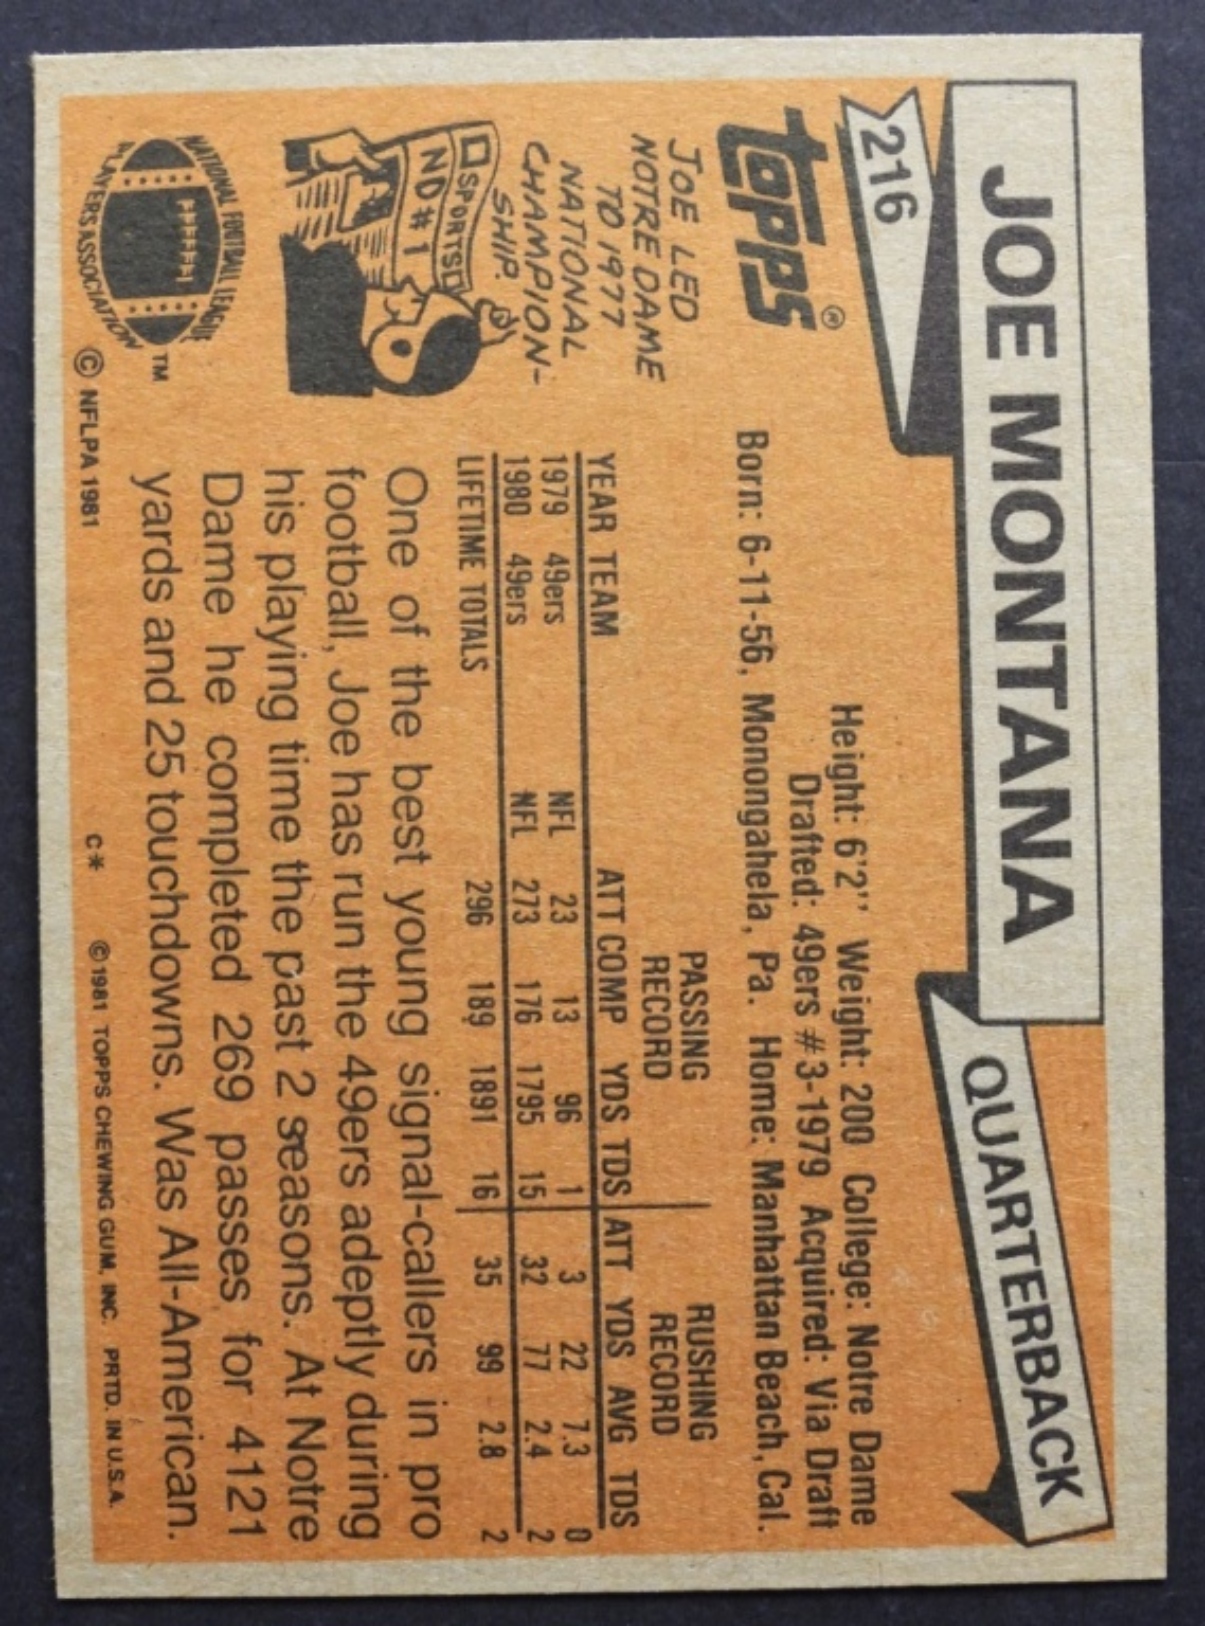 JOE MONTANA
QUARTERBACK
216
topps®
Height: 6'2'' Weight: 200 College: Notre Dame
Drafted: 49ers #3-1979 Acquired: Via Draft
Born: 6-11-56, Monongahela, Pa. Home: Manhattan Beach, Cal.
JOE LED
NOTRE DAME
TO 1977
NATIONAL
CHAMPION-
SHIP.
SPORTS
ND #1
PASSING RUSHING
RECORD RECORD
YEAR TEAM ATT COMP YDS TDS ATT YDS AVG TDS
1979 49ers NFL 23 13 96 1 3 22 7.3 0
1980 49ers NFL 273 176 1795 15 32 77 2.4 2
LIFETIME TOTALS 296 189 1891 16 35 99 2.8 2
One of the best young signal-callers in pro
football, Joe has run the 49ers adeptly during
his playing time the past 2 seasons. At Notre
Dame he completed 269 passes for 4121
yards and 25 touchdowns. Was All-American.
NATIONAL FOOTBALL LEAGUE
PLAYERS ASSOCIATION
TM
© NFLPA 1981
C* © 1981 TOPPS CHEWING GUM, INC. PRTD. IN U.S.A.